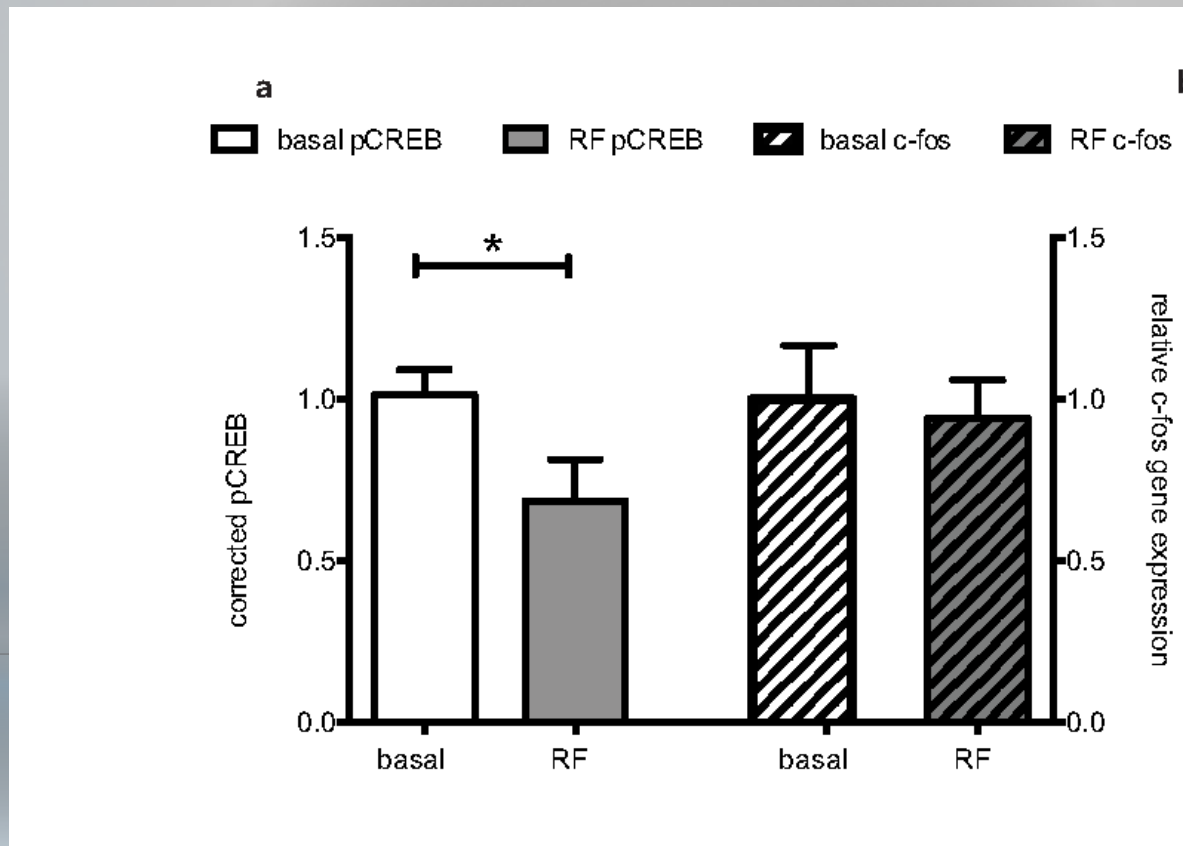 a
basal pCREB RF pCREB basal c-fos RF c-fos
1.5 * 1.5
1.0 1.0
0.5 0.5
0.0 0.0
corrected pCREB
relative c-fos gene expression
basal RF basal RF